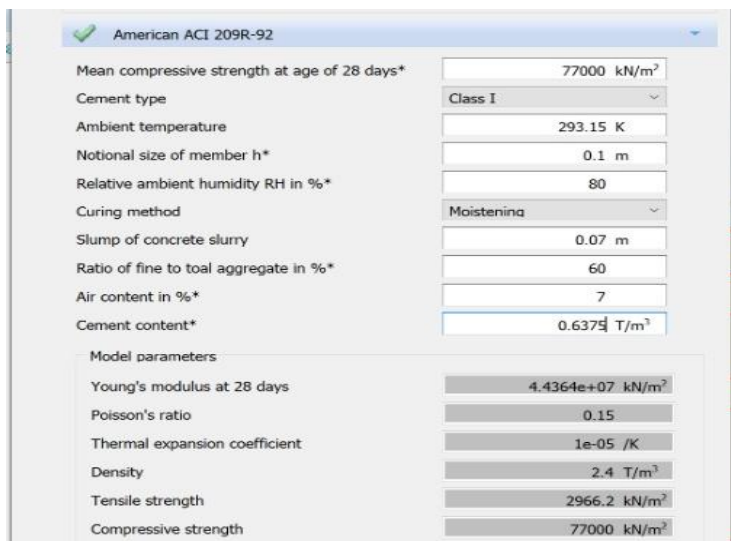 American ACI 209R-92
Mean compressive strength at age of 28 days* 77000 kN/m²
Cement type Class I
Ambient temperature 293.15 K
Notional size of member h* 0.1 m
Relative ambient humidity RH in %* 80
Curing method Moistening
Slump of concrete slurry 0.07 m
Ratio of fine to toal aggregate in %* 60
Air content in %* 7
Cement content* 0.6375 T/m³
Model parameters
Young's modulus at 28 days 4.4364e+07 kN/m²
Poisson's ratio 0.15
Thermal expansion coefficient 1e-05 /K
Density 2.4 T/m³
Tensile strength 2966.2 kN/m²
Compressive strength 77000 kN/m²